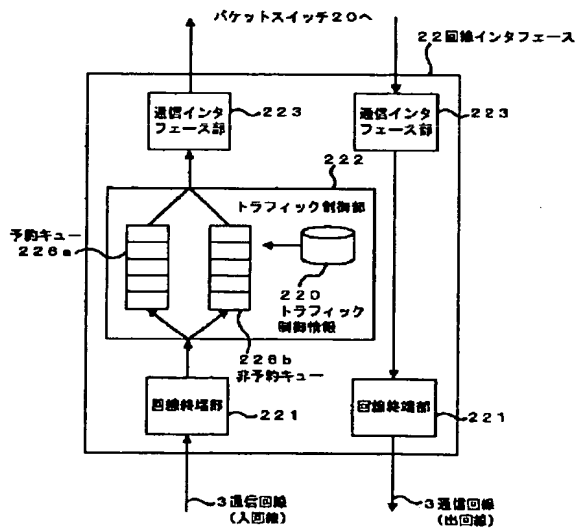 パケットスイッチ20へ
22回線インタフェース
通信インタ
フェース部
223
通信インタ
フェース部
223
222
トラフィック制御部
予約キュー
226a
220
トラフィック
制御情報
226b
非予約キュー
回線終端部
221
回線終端部
221
3通信回線
(入回線)
3通信回線
(出回線)